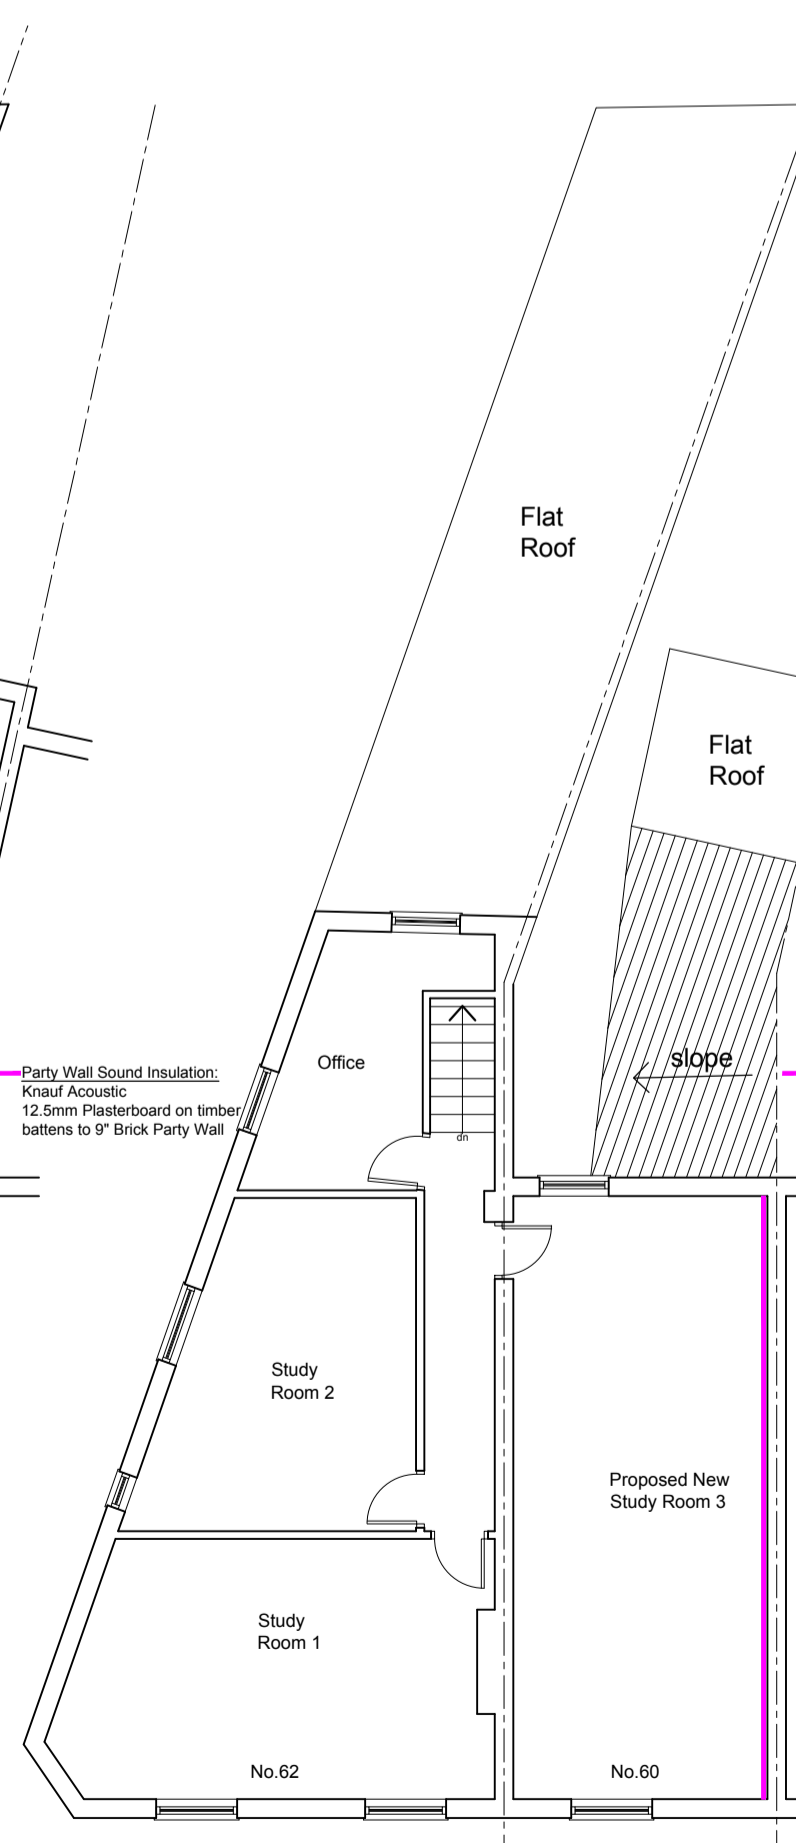 Flat
Roof
Flat
Roof
slope
Office
Party Wall Sound Insulation:
Knauf Acoustic
12.5mm Plasterboard on timber
battens to 9" Brick Party Wall
dn
Study
Room 2
Proposed New
Study Room 3
Study
Room 1
No.62
No.60